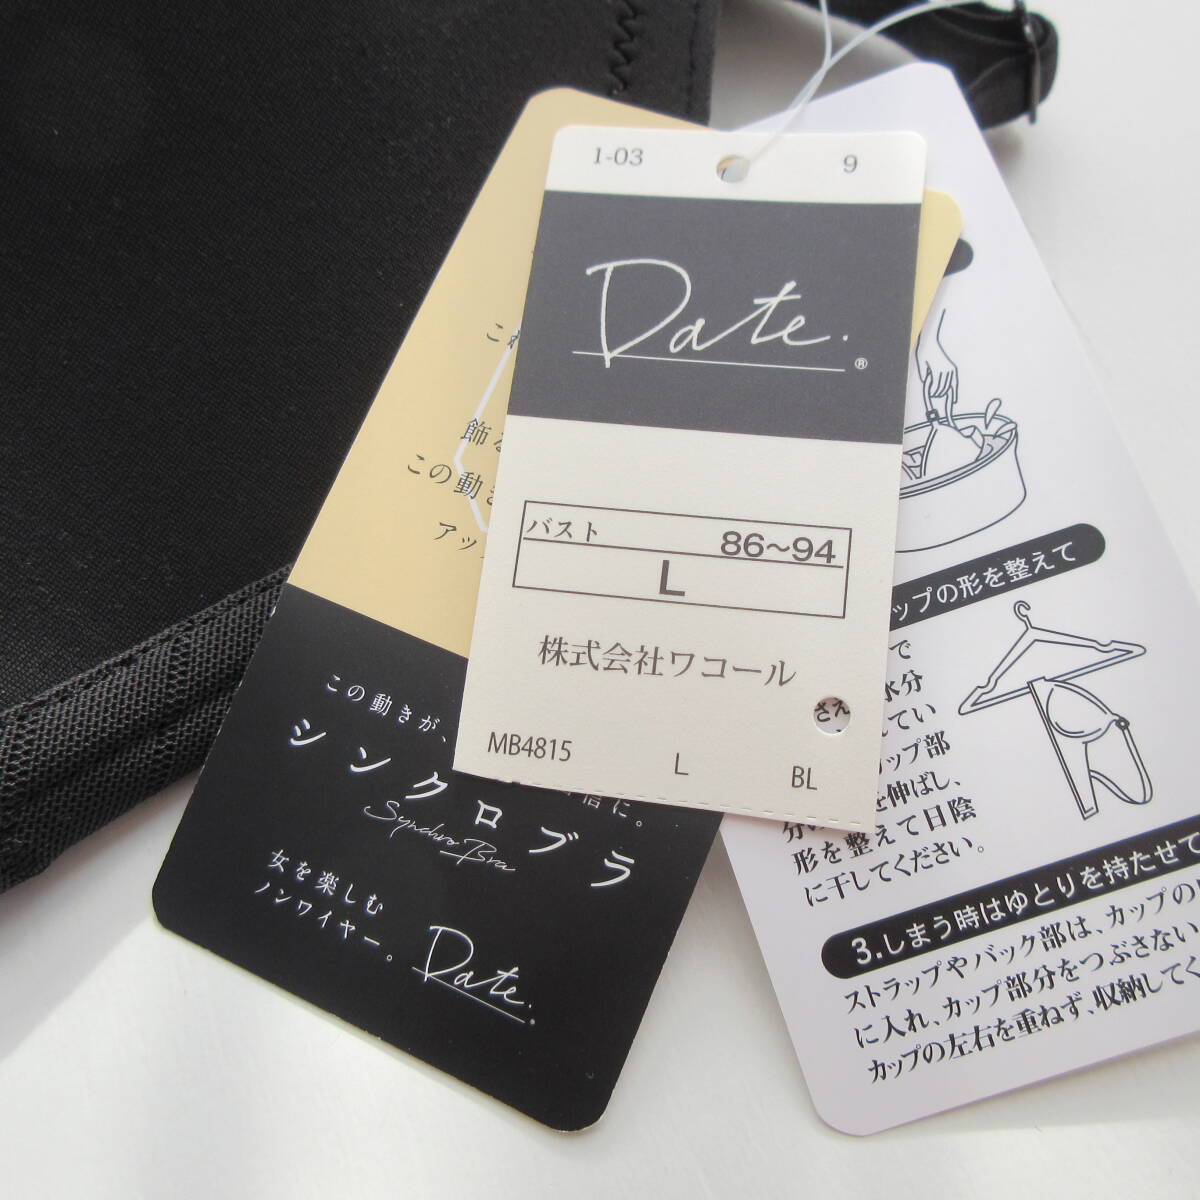 1-03 9
Date.
®
バスト 86〜94
L
株式会社ワコール
MB4815 L BL
飾る
この動き
アッ
この動きが、
信に。
シンクロブラ
Synchro Bra
女を楽しむ
ノンワイヤー。
Date.
ップの形を整えて
で
水分
てい
ップ部
を伸ばし、
形を整えて日陰
に干してください。
3.しまう時はゆとりを持たせて
ストラップやバック部は、カップの
に入れ、カップ部分をつぶさない
カップの左右を重ねず、収納してく